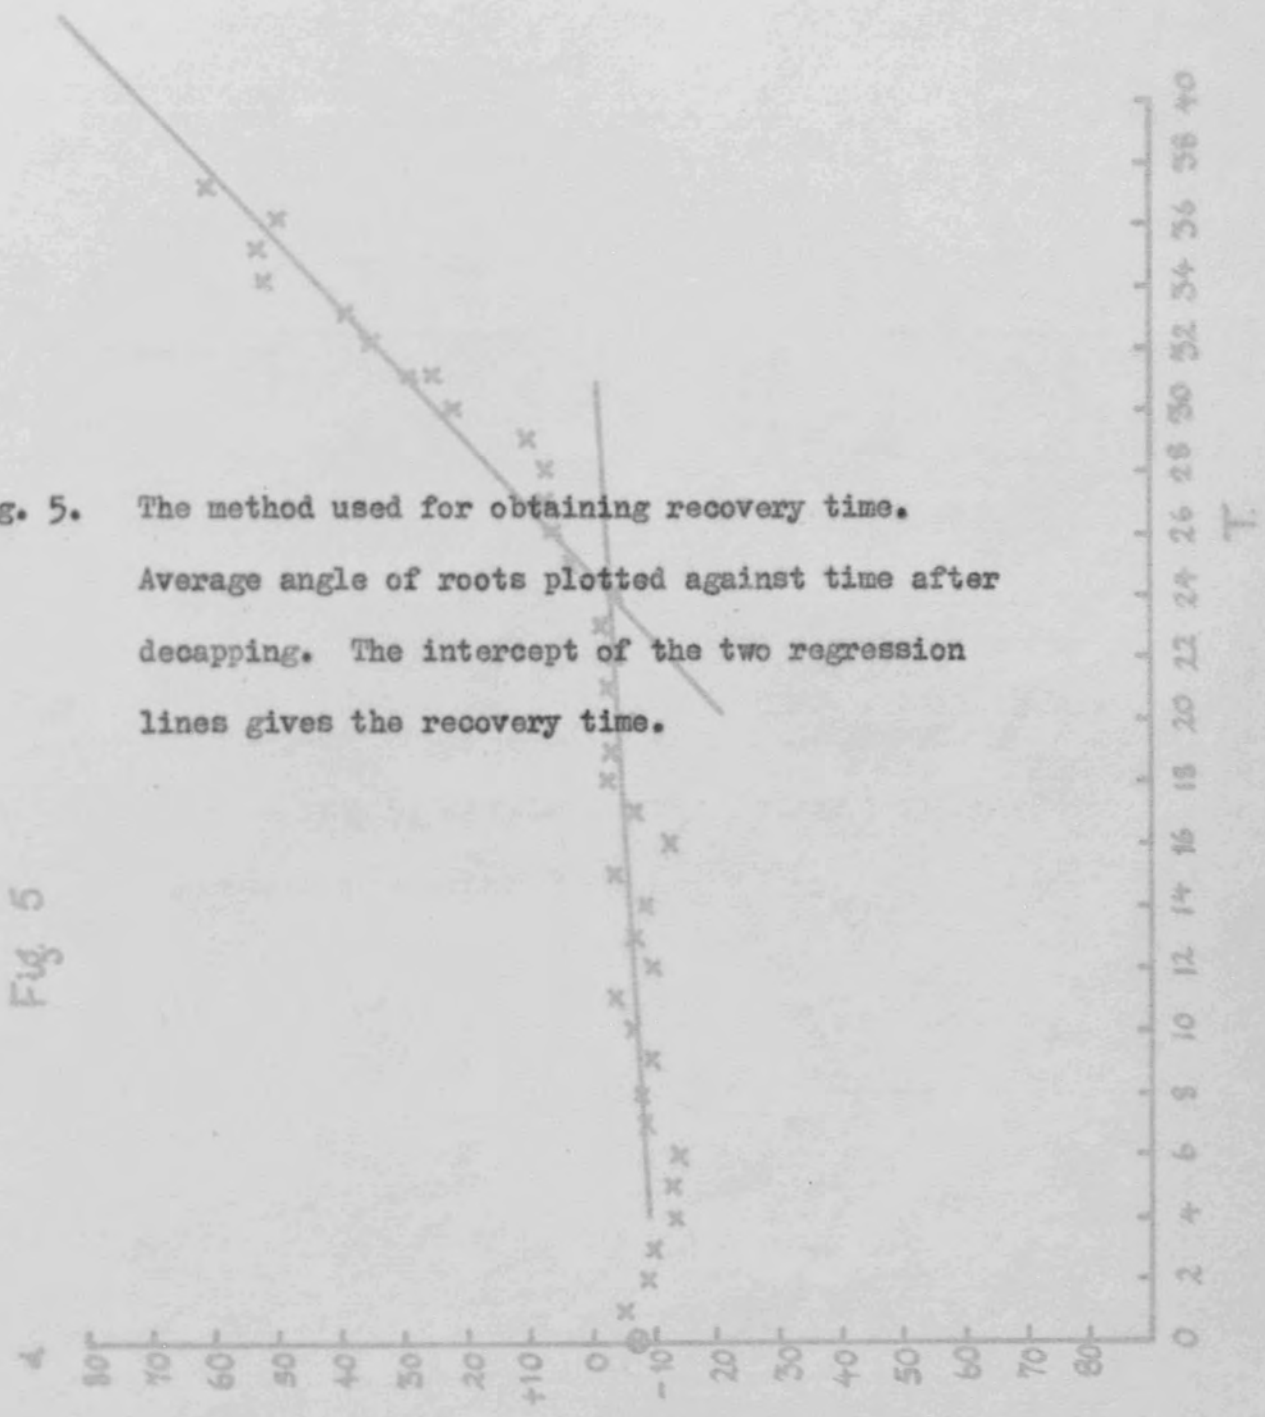 g. 5. The method used for obtaining recovery time.
Average angle of roots plotted against time after
decapping. The intercept of the two regression
lines gives the recovery time.
Fig. 5
80 70 60 50 40 30 20 +10 0 -10 20 30 40 50 60 70 80
0 2 4 6 8 10 12 14 16 18 20 22 24 26 28 30 32 34 36 38 40
T.